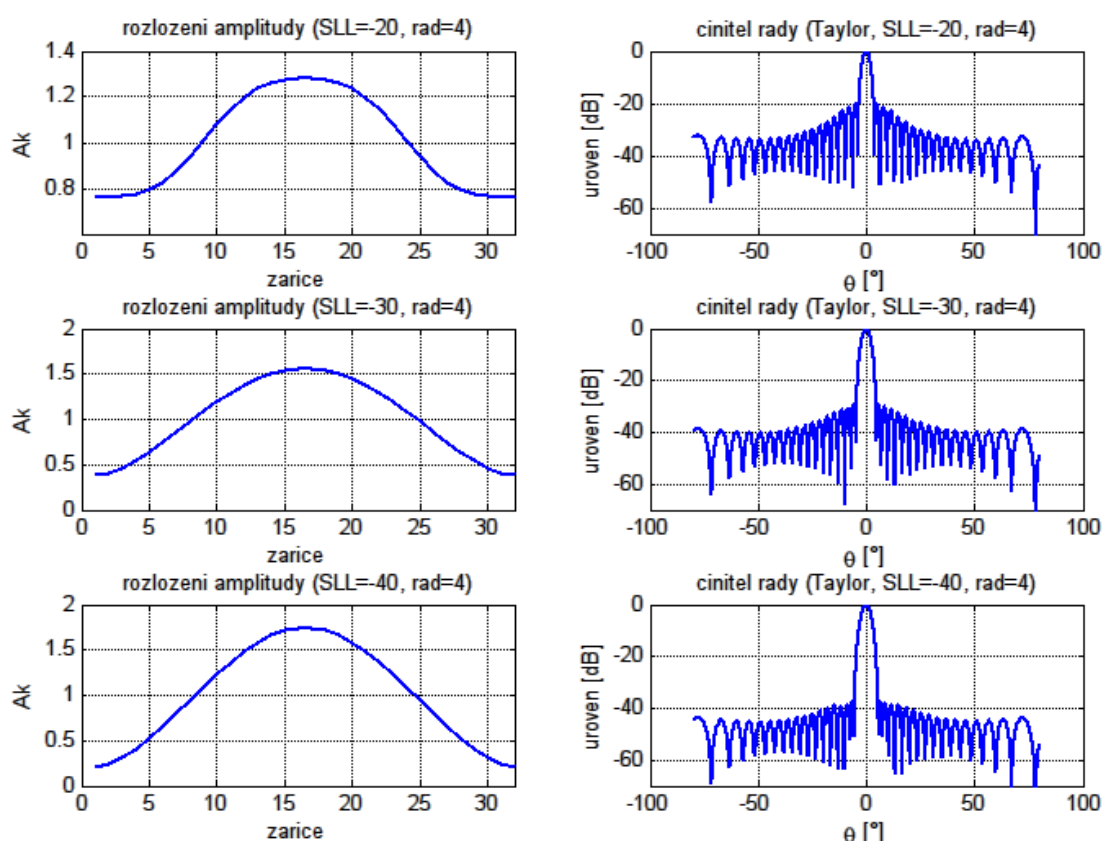 rozlozeni amplitudy (SLL=-20, rad=4)
1.4
1.2
1
0.8
Ak
0 5 10 15 20 25 30
zarice
cinitel rady (Taylor, SLL=-20, rad=4)
0
-20
-40
-60
uroven [dB]
-100 -50 0 50 100
θ [°]
rozlozeni amplitudy (SLL=-30, rad=4)
2
1.5
1
0.5
0
Ak
0 5 10 15 20 25 30
zarice
cinitel rady (Taylor, SLL=-30, rad=4)
0
-20
-40
-60
uroven [dB]
-100 -50 0 50 100
θ [°]
rozlozeni amplitudy (SLL=-40, rad=4)
2
1.5
1
0.5
0
Ak
0 5 10 15 20 25 30
zarice
cinitel rady (Taylor, SLL=-40, rad=4)
0
-20
-40
-60
uroven [dB]
-100 -50 0 50 100
θ [°]